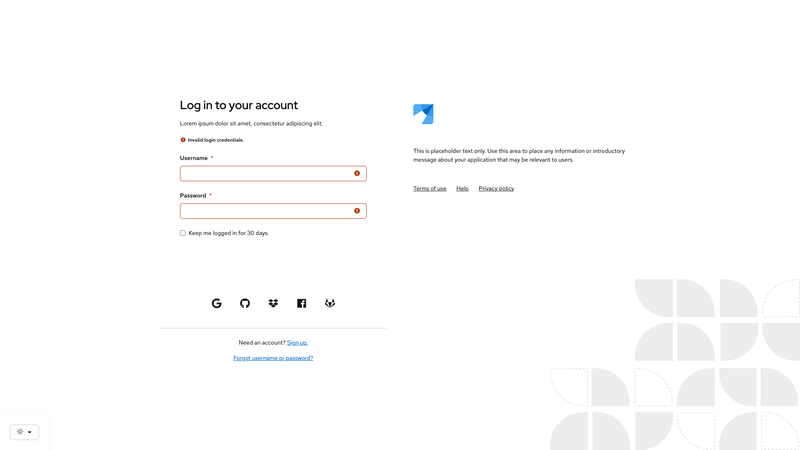 Log in to your account
Lorem ipsum dolor sit amet, consectetur adipiscing elit.
Invalid login credentials.
Username *
Password *
Keep me logged in for 30 days.
Need an account? Sign up.
Forgot username or password?
This is placeholder text only. Use this area to place any information or introductory
message about your application that may be relevant to users.
Terms of use Help Privacy policy